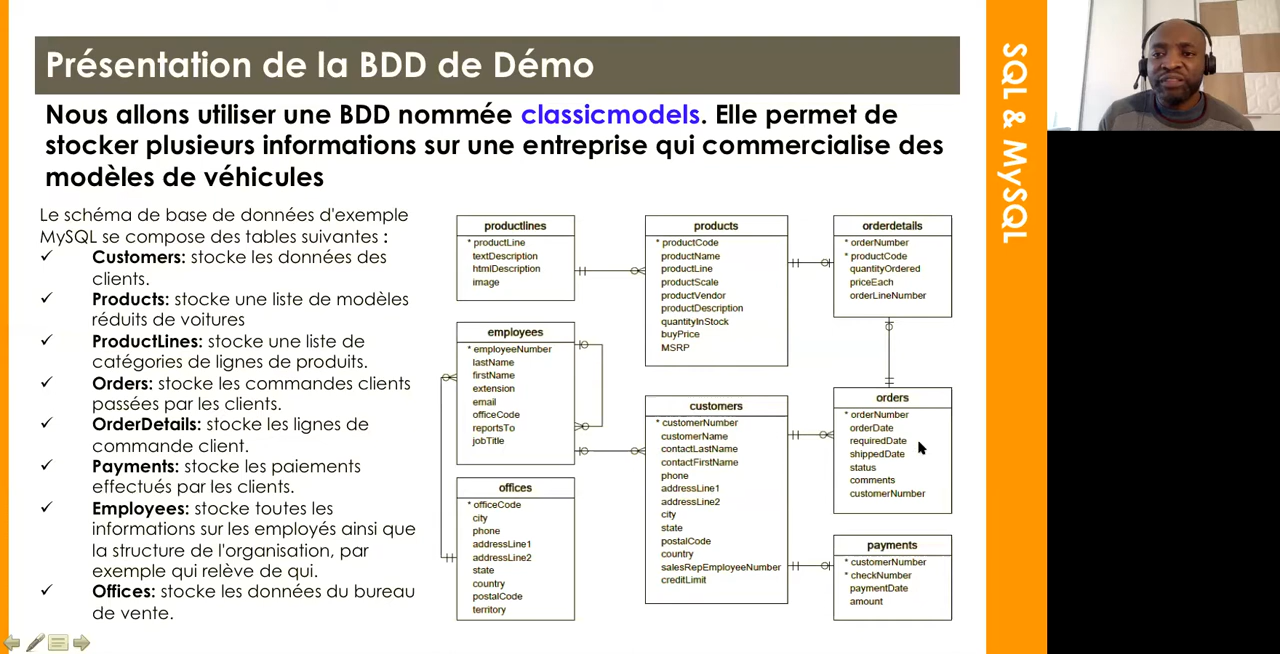 Présentation de la BDD de Démo
Nous allons utiliser une BDD nommée classicmodels. Elle permet de
stocker plusieurs informations sur une entreprise qui commercialise des
modèles de véhicules
Le schéma de base de données d'exemple
MySQL se compose des tables suivantes :
✓ Customers: stocke les données des
clients.
✓ Products: stocke une liste de modèles
réduits de voitures
✓ ProductLines: stocke une liste de
catégories de lignes de produits.
✓ Orders: stocke les commandes clients
passées par les clients.
✓ OrderDetails: stocke les lignes de
commande client.
✓ Payments: stocke les paiements
effectués par les clients.
✓ Employees: stocke toutes les
informations sur les employés ainsi que
la structure de l'organisation, par
exemple qui relève de qui.
✓ Offices: stocke les données du bureau
de vente.
productlines
* productLine
textDescription
htmlDescription
image
employees
* employeeNumber
lastName
firstName
extension
email
officeCode
reportsTo
jobTitle
offices
* officeCode
city
phone
addressLine1
addressLine2
state
country
postalCode
territory
products
* productCode
productName
productLine
productScale
productVendor
productDescription
quantityInStock
buyPrice
MSRP
customers
* customerNumber
customerName
contactLastName
contactFirstName
phone
addressLine1
addressLine2
city
state
postalCode
country
salesRepEmployeeNumber
creditLimit
orderdetails
* orderNumber
* productCode
quantityOrdered
priceEach
orderLineNumber
orders
* orderNumber
orderDate
requiredDate
shippedDate
status
comments
customerNumber
payments
* customerNumber
* checkNumber
paymentDate
amount
SQL & MySQL